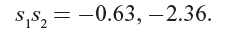 s₁s₂ = −0.63, −2.36.